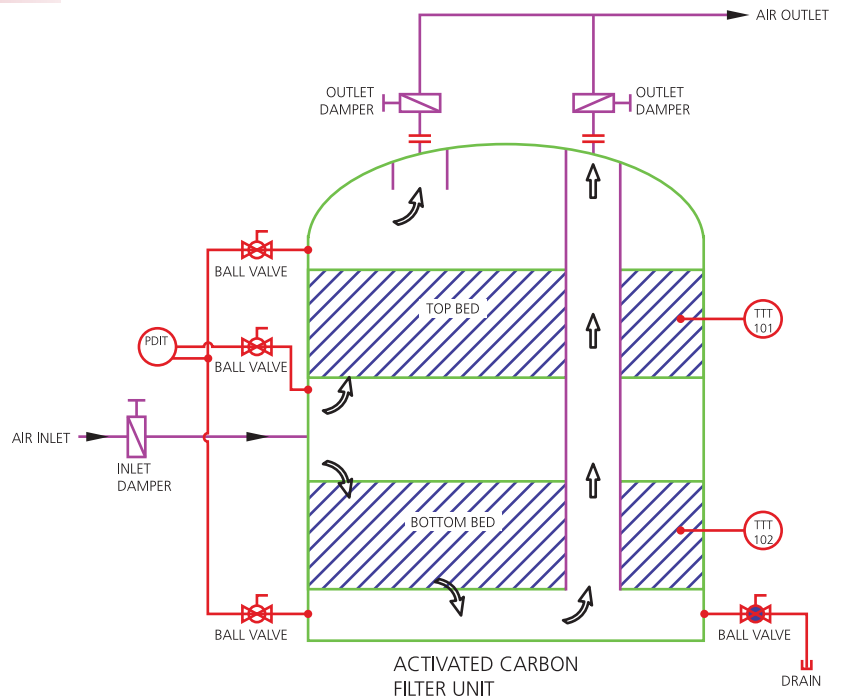 AIR OUTLET
OUTLET
DAMPER
OUTLET
DAMPER
BALL VALVE
TOP BED
TTT
101
PDIT
BALL VALVE
AIR INLET
INLET
DAMPER
BOTTOM BED
TTT
102
BALL VALVE
BALL VALVE
ACTIVATED CARBON
FILTER UNIT
DRAIN